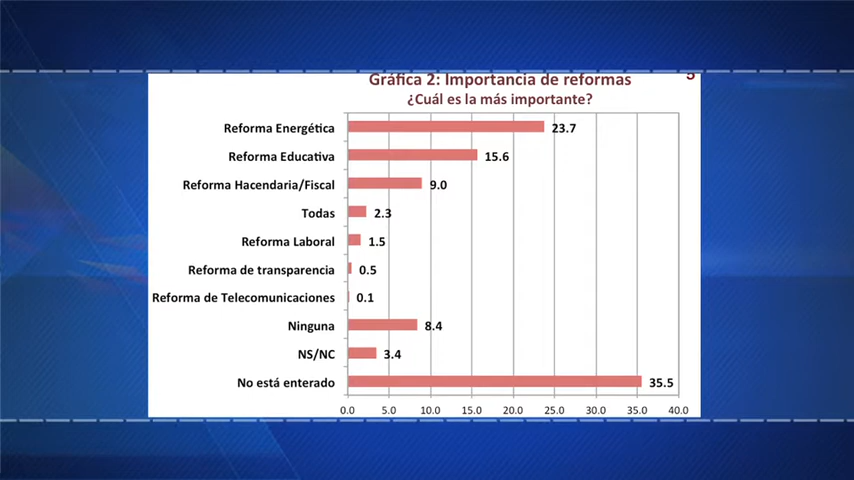 Gráfica 2: Importancia de reformas
5
¿Cuál es la más importante?
Reforma Energética 23.7
Reforma Educativa 15.6
Reforma Hacendaria/Fiscal 9.0
Todas 2.3
Reforma Laboral 1.5
Reforma de transparencia 0.5
Reforma de Telecomunicaciones 0.1
Ninguna 8.4
NS/NC 3.4
No está enterado 35.5
0.0 5.0 10.0 15.0 20.0 25.0 30.0 35.0 40.0